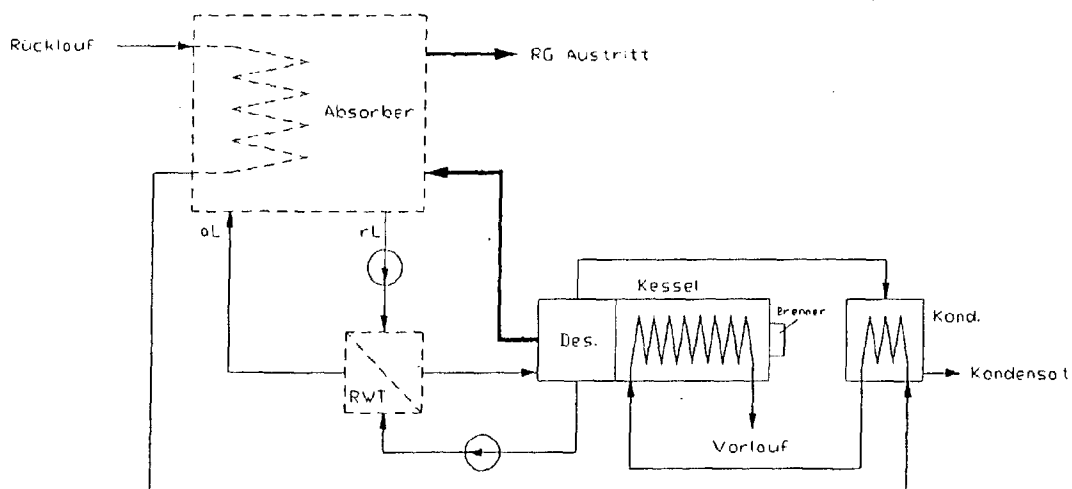 Rücklauf
RG Austritt
Absorber
aL
rL
Kessel
Brenner
Kond.
Des.
Kondensat
RWT
Vorlauf